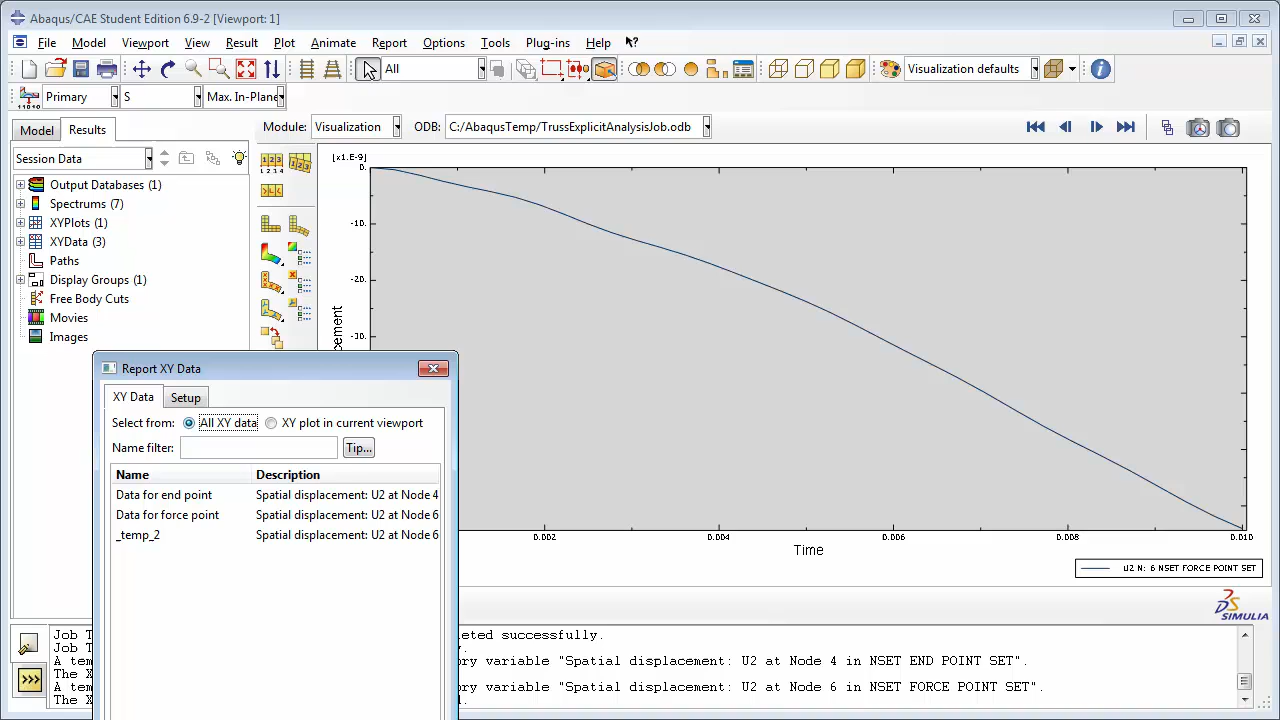 Abaqus/CAE Student Edition 6.9-2 [Viewport: 1]
File Model Viewport View Result Plot Animate Report Options Tools Plug-ins Help
All
Visualization defaults
Primary S Max. In-Plane
Model Results
Module: Visualization ODB: C:/AbaqusTemp/TrussExplicitAnalysisJob.odb
Session Data
Output Databases (1)
Spectrums (7)
XYPlots (1)
XYData (3)
Paths
Display Groups (1)
Free Body Cuts
Movies
Images
[x1.E-9]
0.
-10.
-20.
-30.
cement
0.002 0.004 0.006 0.008 0.010
Time
U2 N: 6 NSET FORCE POINT SET
Report XY Data
XY Data Setup
Select from: All XY data XY plot in current viewport
Name filter: Tip...
Name Description
Data for end point Spatial displacement: U2 at Node 4
Data for force point Spatial displacement: U2 at Node 6
_temp_2 Spatial displacement: U2 at Node 6
SIMULIA
Job T eted successfully.
Job T y.
A tem ory variable "Spatial displacement: U2 at Node 4 in NSET END POINT SET".
The X
A tem ory variable "Spatial displacement: U2 at Node 6 in NSET FORCE POINT SET".
The X